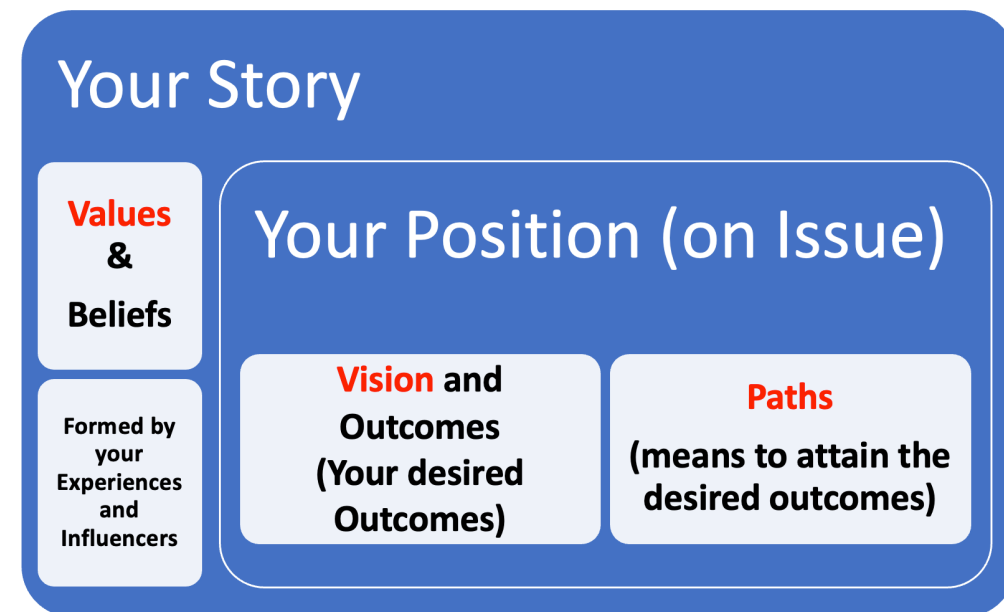 Your Story
Values
&
Beliefs
Formed by
your
Experiences
and
Influencers
Your Position (on Issue)
Vision and
Outcomes
(Your desired
Outcomes)
Paths
(means to attain the
desired outcomes)